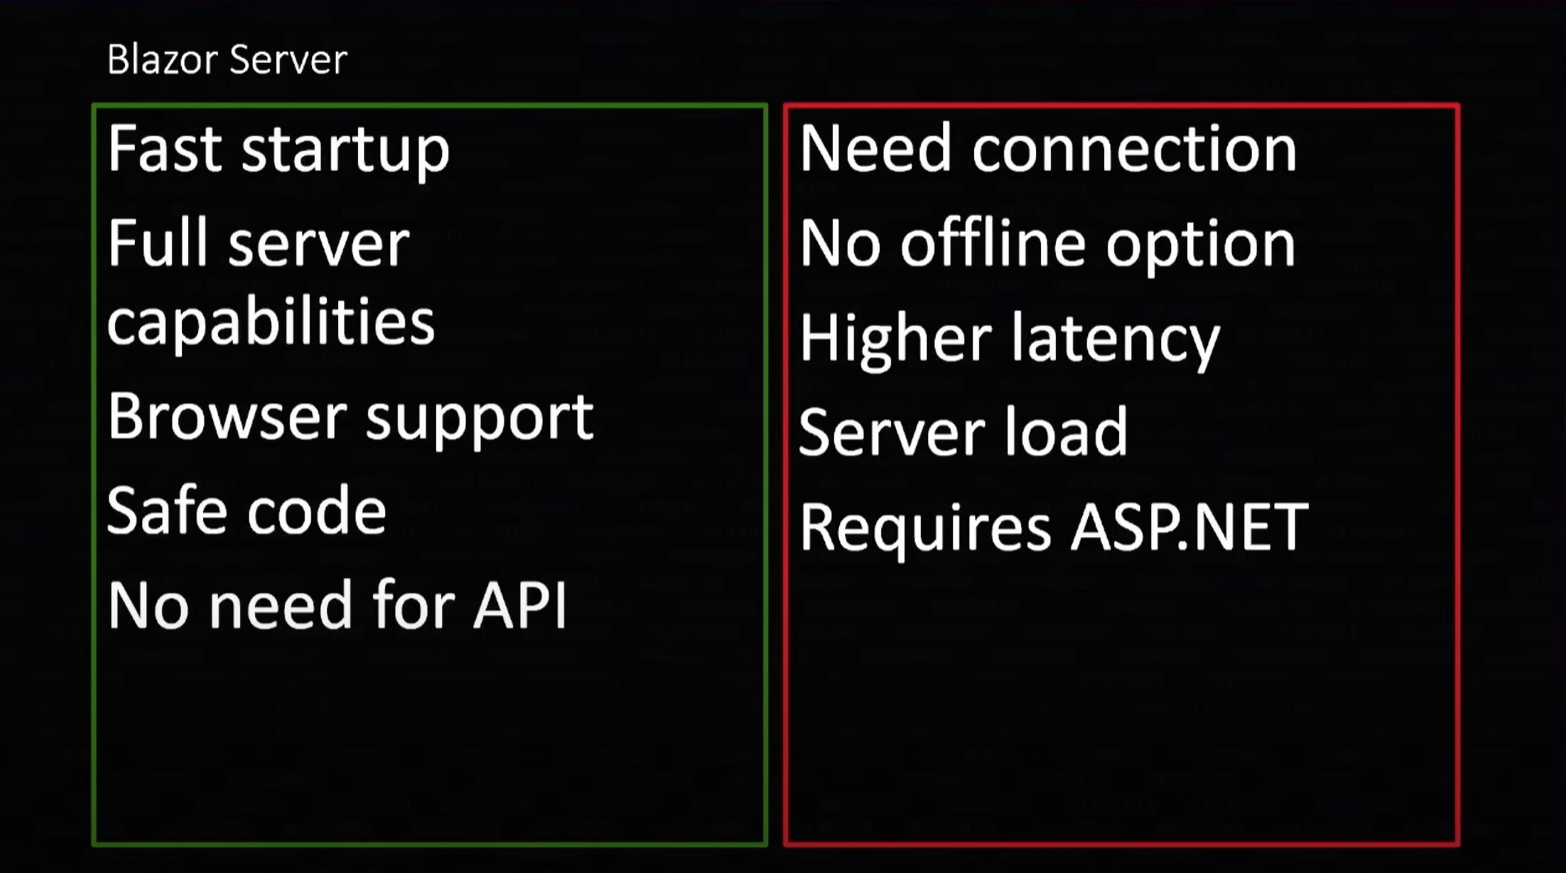 Blazor Server
Fast startup
Full server
capabilities
Browser support
Safe code
No need for API
Need connection
No offline option
Higher latency
Server load
Requires ASP.NET